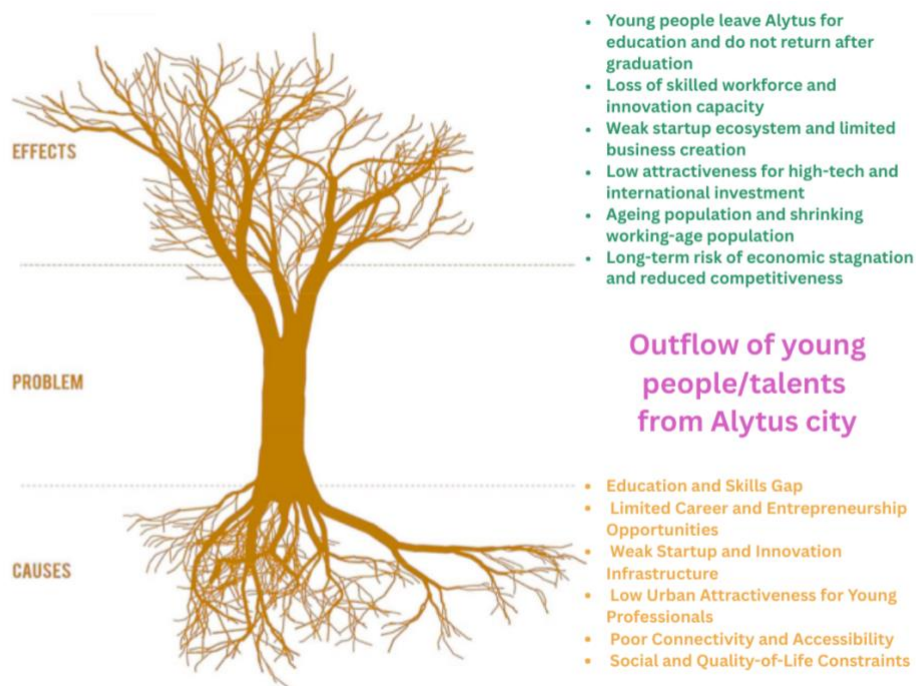 • Young people leave Alytus for
education and do not return after
graduation
• Loss of skilled workforce and
innovation capacity
• Weak startup ecosystem and limited
business creation
• Low attractiveness for high-tech and
international investment
• Ageing population and shrinking
working-age population
• Long-term risk of economic stagnation
and reduced competitiveness
EFFECTS
PROBLEM
Outflow of young
people/talents
from Alytus city
CAUSES
• Education and Skills Gap
• Limited Career and Entrepreneurship
Opportunities
• Weak Startup and Innovation
Infrastructure
• Low Urban Attractiveness for Young
Professionals
• Poor Connectivity and Accessibility
• Social and Quality-of-Life Constraints